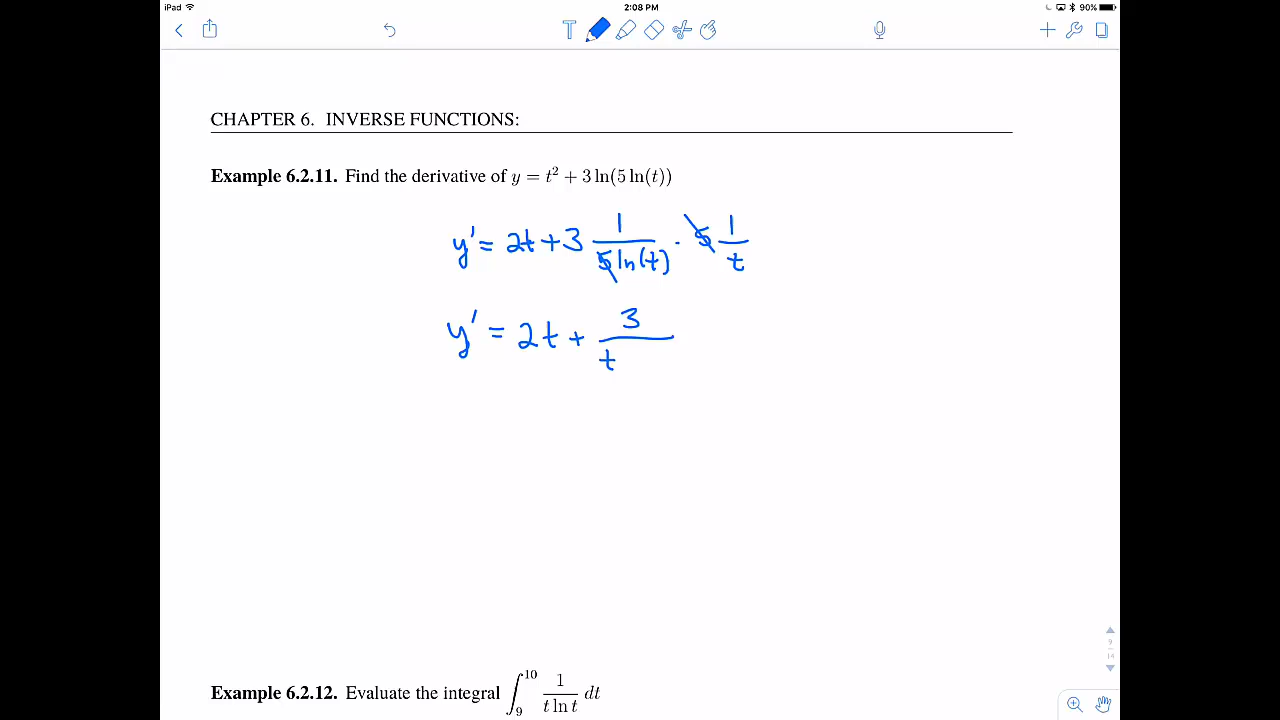 iPad 2:08 PM 90%
T
CHAPTER 6. INVERSE FUNCTIONS:
Example 6.2.11. Find the derivative of y = t² + 3 ln(5 ln(t))
y' = 2t + 3 1/(5 ln(t)) · 5 1/t
y' = 2t + 3/t
9
14
Example 6.2.12. Evaluate the integral ∫₉¹⁰ 1/(t ln t) dt